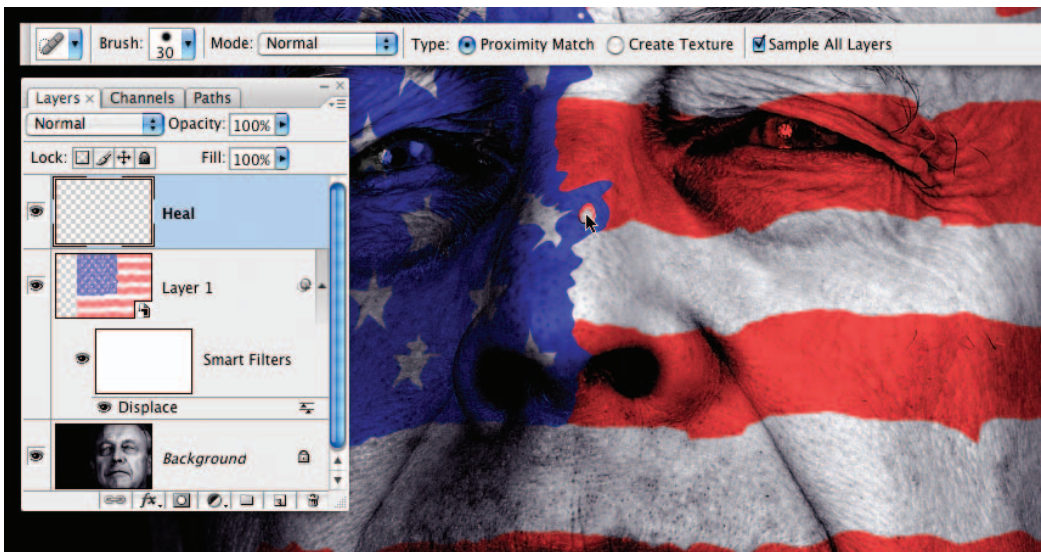 Brush: 30 Mode: Normal Type: Proximity Match Create Texture Sample All Layers
Layers × Channels Paths
Normal Opacity: 100%
Lock: Fill: 100%
Heal
Layer 1
Smart Filters
Displace
Background
fx